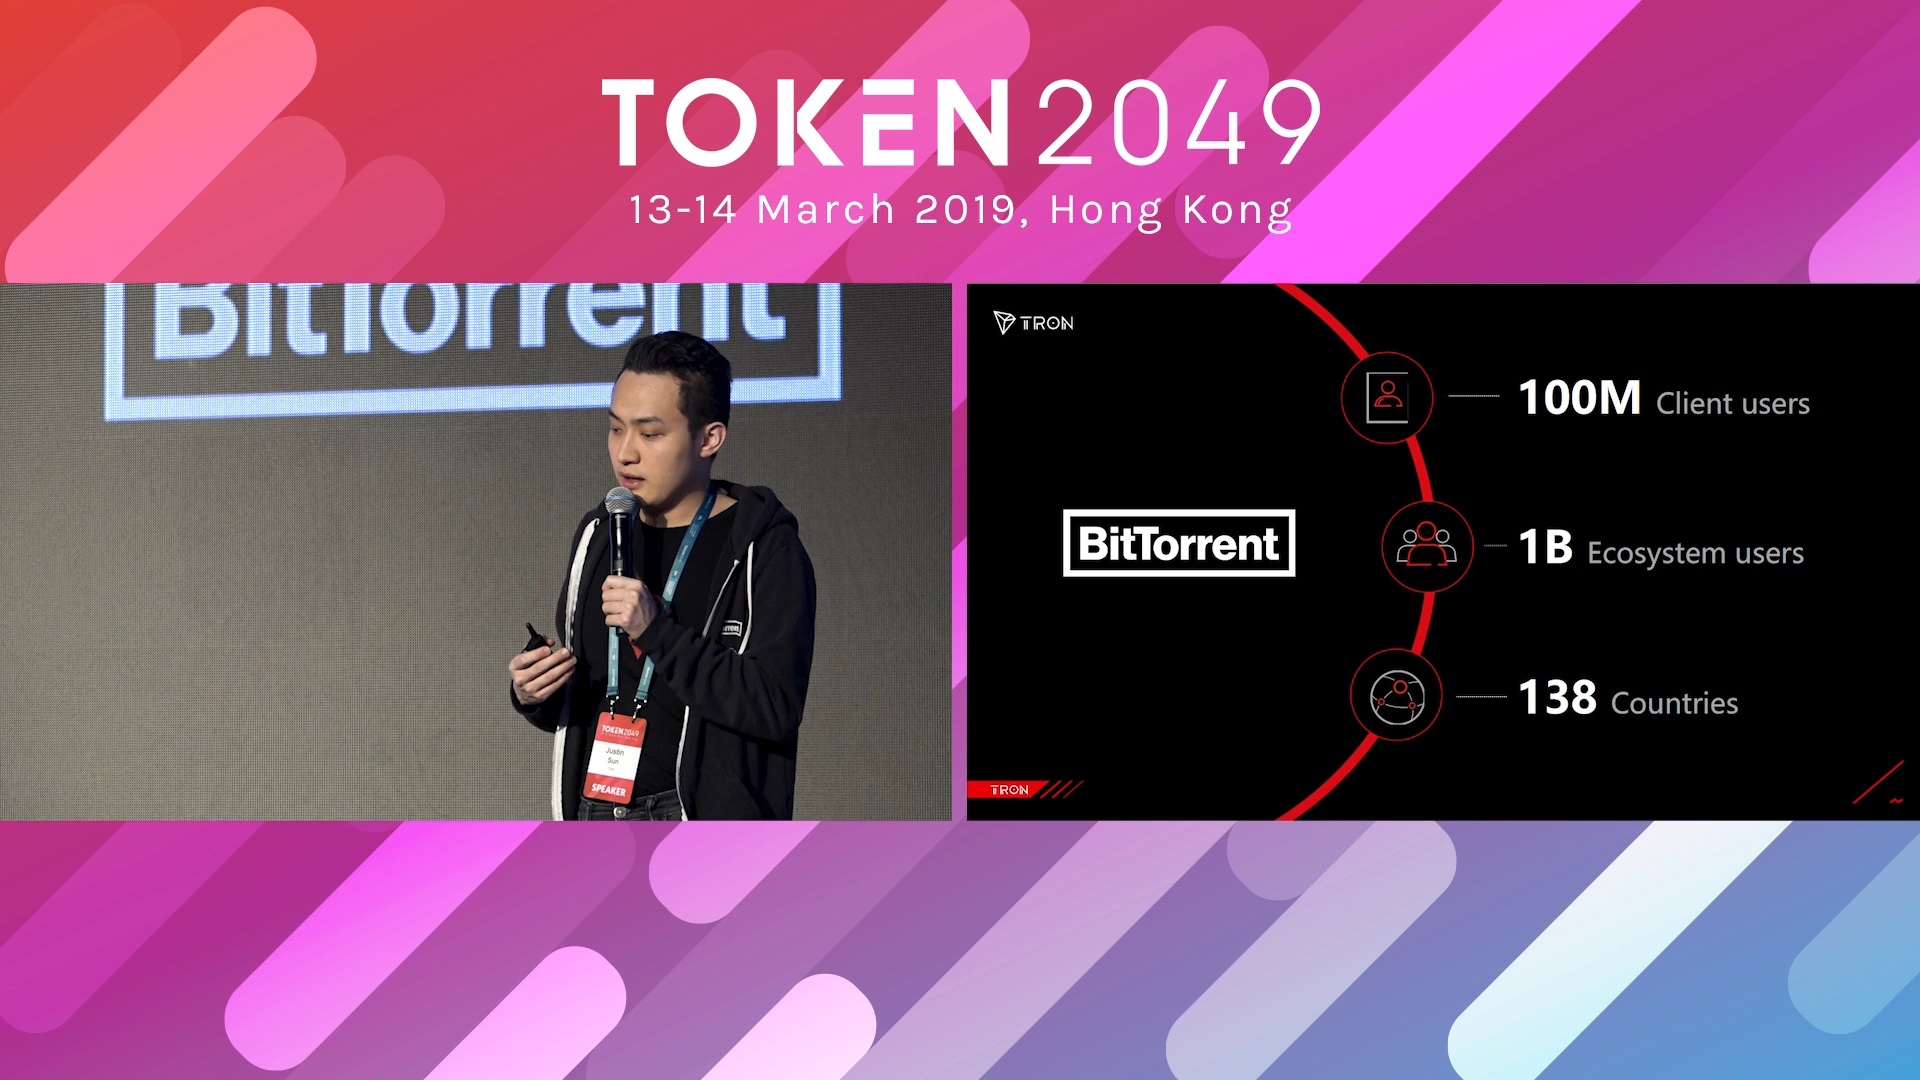 TOKEN2049
13-14 March 2019, Hong Kong
BitTorrent
TOKEN2049
Justin
Sun
SPEAKER
TRON
100M Client users
BitTorrent
1B Ecosystem users
138 Countries
TRON